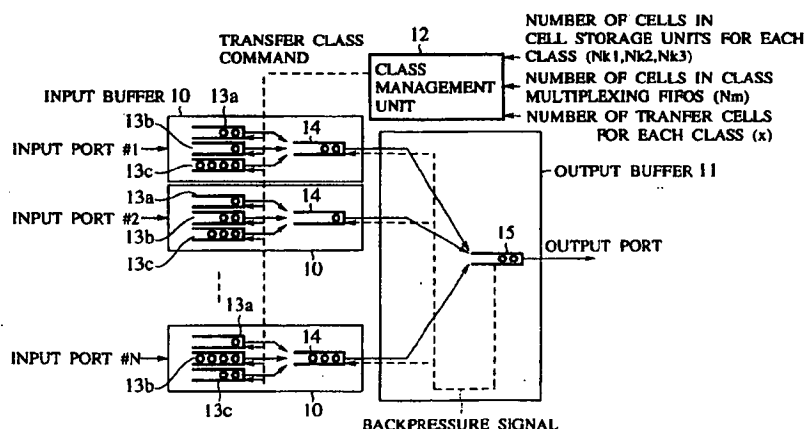 NUMBER OF CELLS IN
CELL STORAGE UNITS FOR EACH
CLASS (Nk1,Nk2,Nk3)
12
TRANSFER CLASS
COMMAND
CLASS
MANAGEMENT
UNIT
NUMBER OF CELLS IN CLASS
MULTIPLEXING FIFOS (Nm)
NUMBER OF TRANFER CELLS
FOR EACH CLASS (x)
INPUT BUFFER 10
13a
13b
14
INPUT PORT #1
13c
OUTPUT BUFFER 11
13a
14
INPUT PORT #2
13b
15
OUTPUT PORT
13c
10
13a
14
INPUT PORT #N
13b
13c
10
BACKPRESSURE SIGNAL